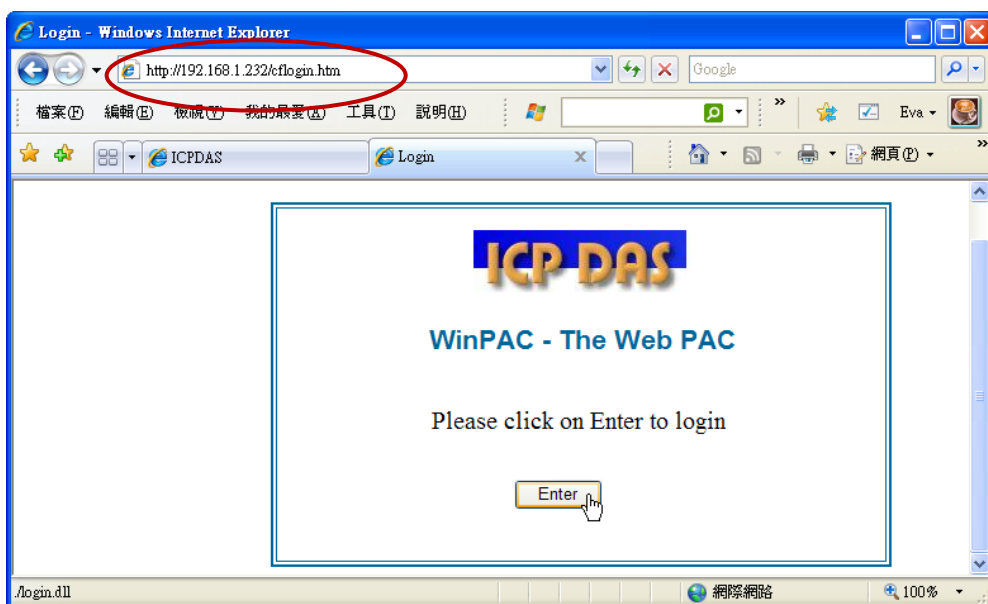 Login - Windows Internet Explorer
http://192.168.1.232/cflogin.htm
Google
檔案(F) 編輯(E) 檢視(V) 我的最愛(A) 工具(T) 說明(H) » Eva
ICPDAS Login 網頁(P) »
ICP DAS
WinPAC - The Web PAC
Please click on Enter to login
Enter
./login.dll 網際網路 100%